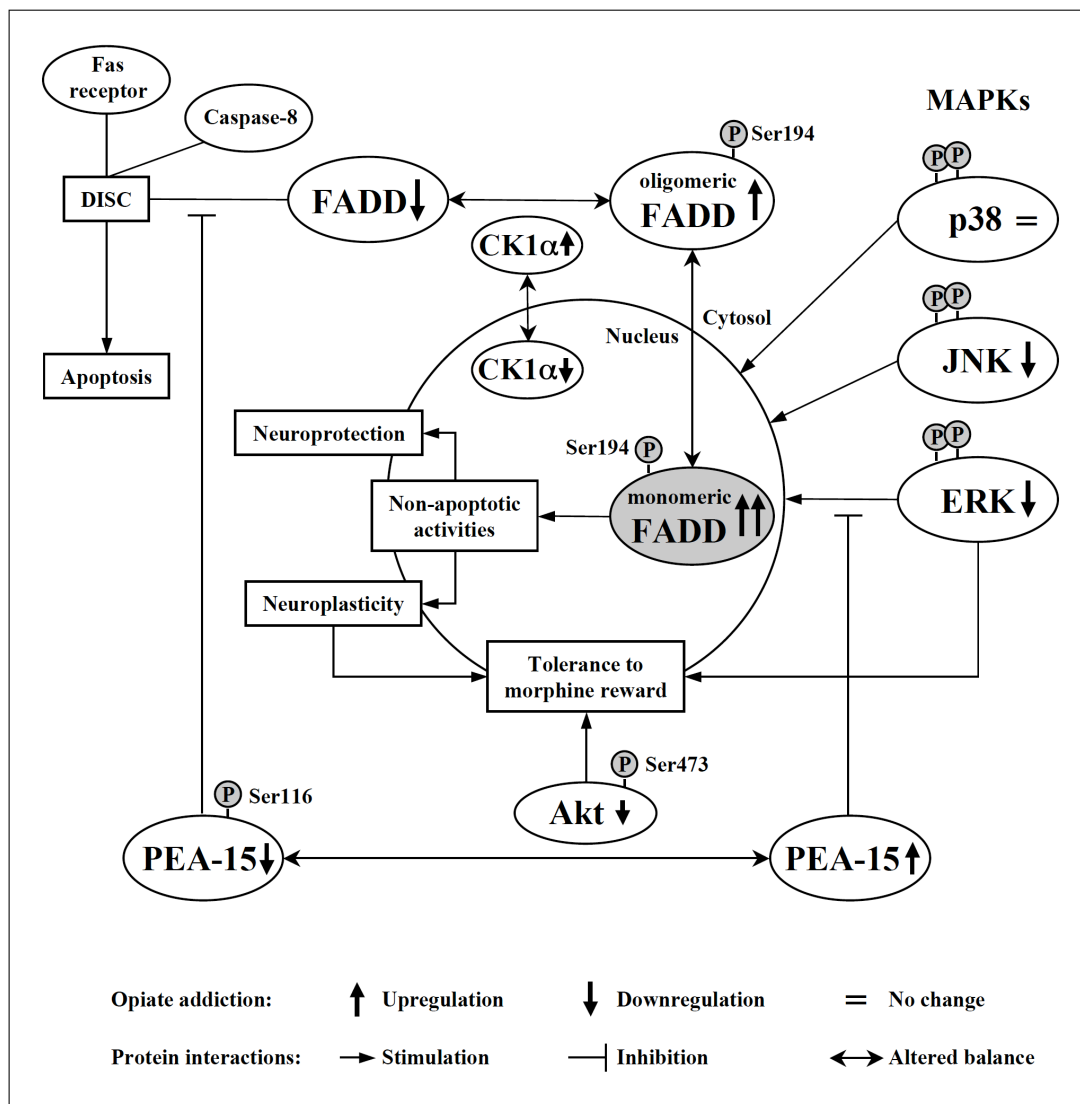 Fas
receptor
Caspase-8
DISC
Apoptosis
FADD
P Ser194
oligomeric
FADD
MAPKs
P P
p38 =
P P
JNK
P P
ERK
CK1α
CK1α
Nucleus
Cytosol
Neuroprotection
Non-apoptotic
activities
Neuroplasticity
Ser194 P
monomeric
FADD
Tolerance to
morphine reward
P Ser473
Akt
P Ser116
PEA-15
PEA-15
Opiate addiction: Upregulation Downregulation = No change
Protein interactions: Stimulation Inhibition Altered balance